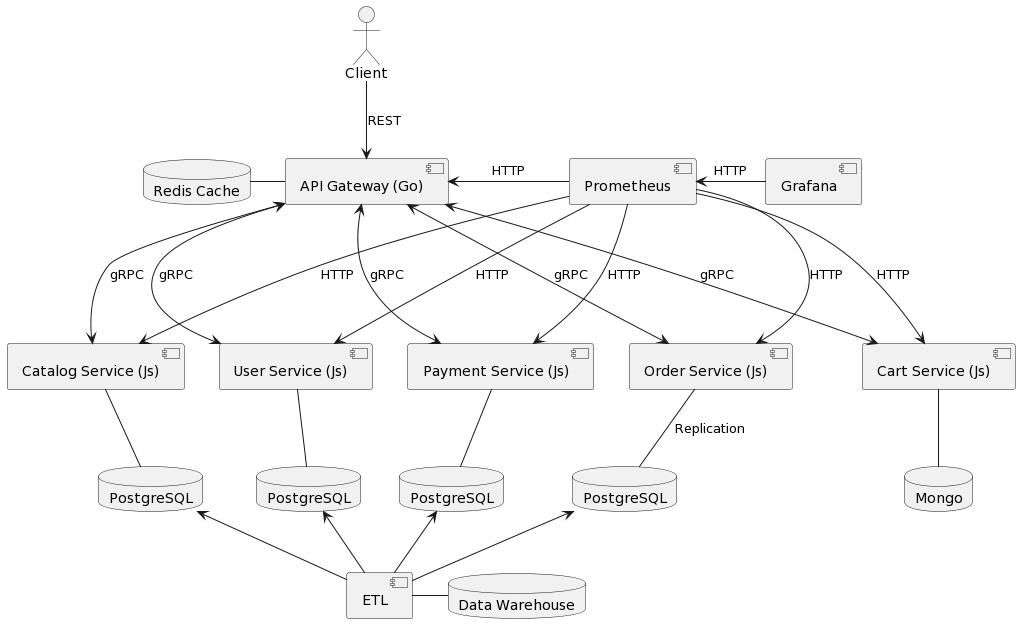 Client
REST
Redis Cache
API Gateway (Go)
HTTP
Prometheus
HTTP
Grafana
gRPC
gRPC
HTTP
gRPC
HTTP
gRPC
HTTP
gRPC
HTTP
HTTP
Catalog Service (Js)
User Service (Js)
Payment Service (Js)
Order Service (Js)
Cart Service (Js)
Replication
PostgreSQL
PostgreSQL
PostgreSQL
PostgreSQL
Mongo
ETL
Data Warehouse